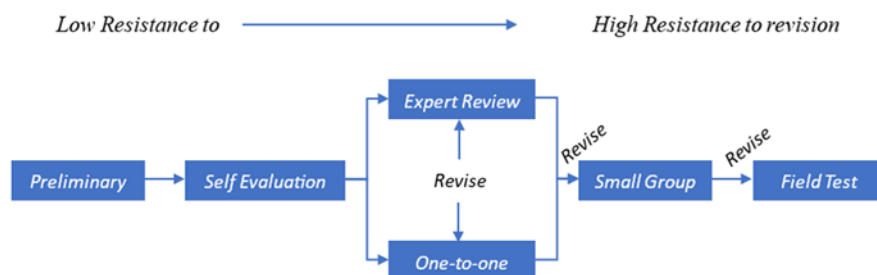 Low Resistance to
High Resistance to revision
Expert Review
Preliminary
Self Evaluation
Revise
Revise
Small Group
Revise
Field Test
One-to-one